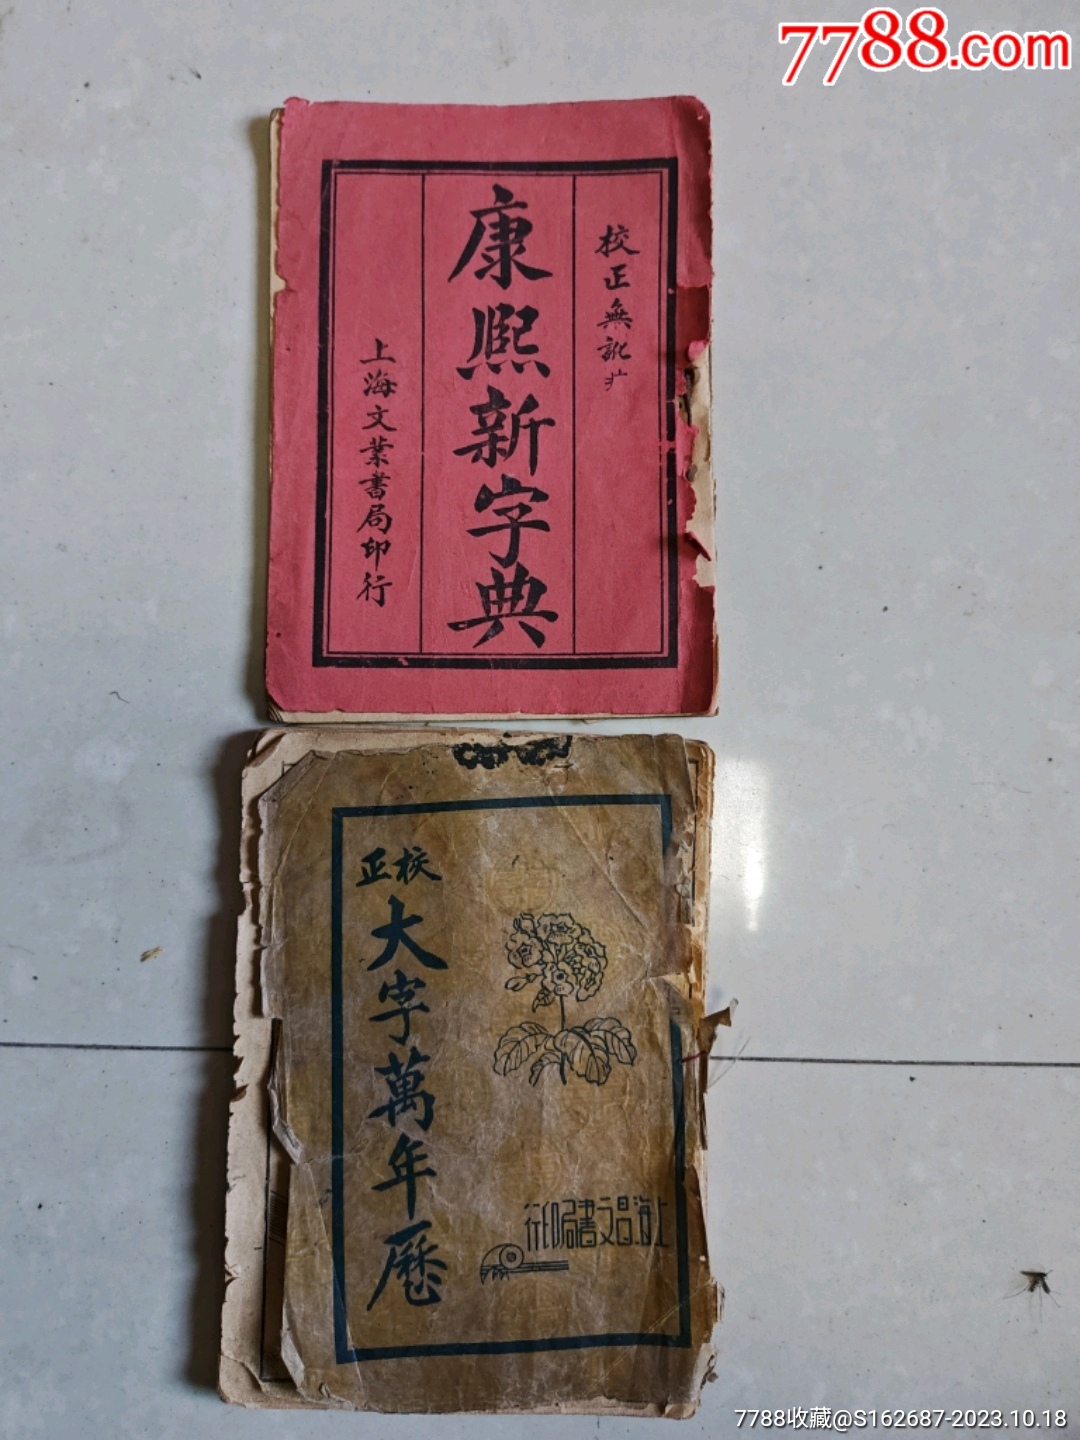 7788.com
校正無訛
康熙新字典
上海文業書局印行
校正
大字萬年曆
上海昌文書局印行
7788收藏@S162687-2023.10.18